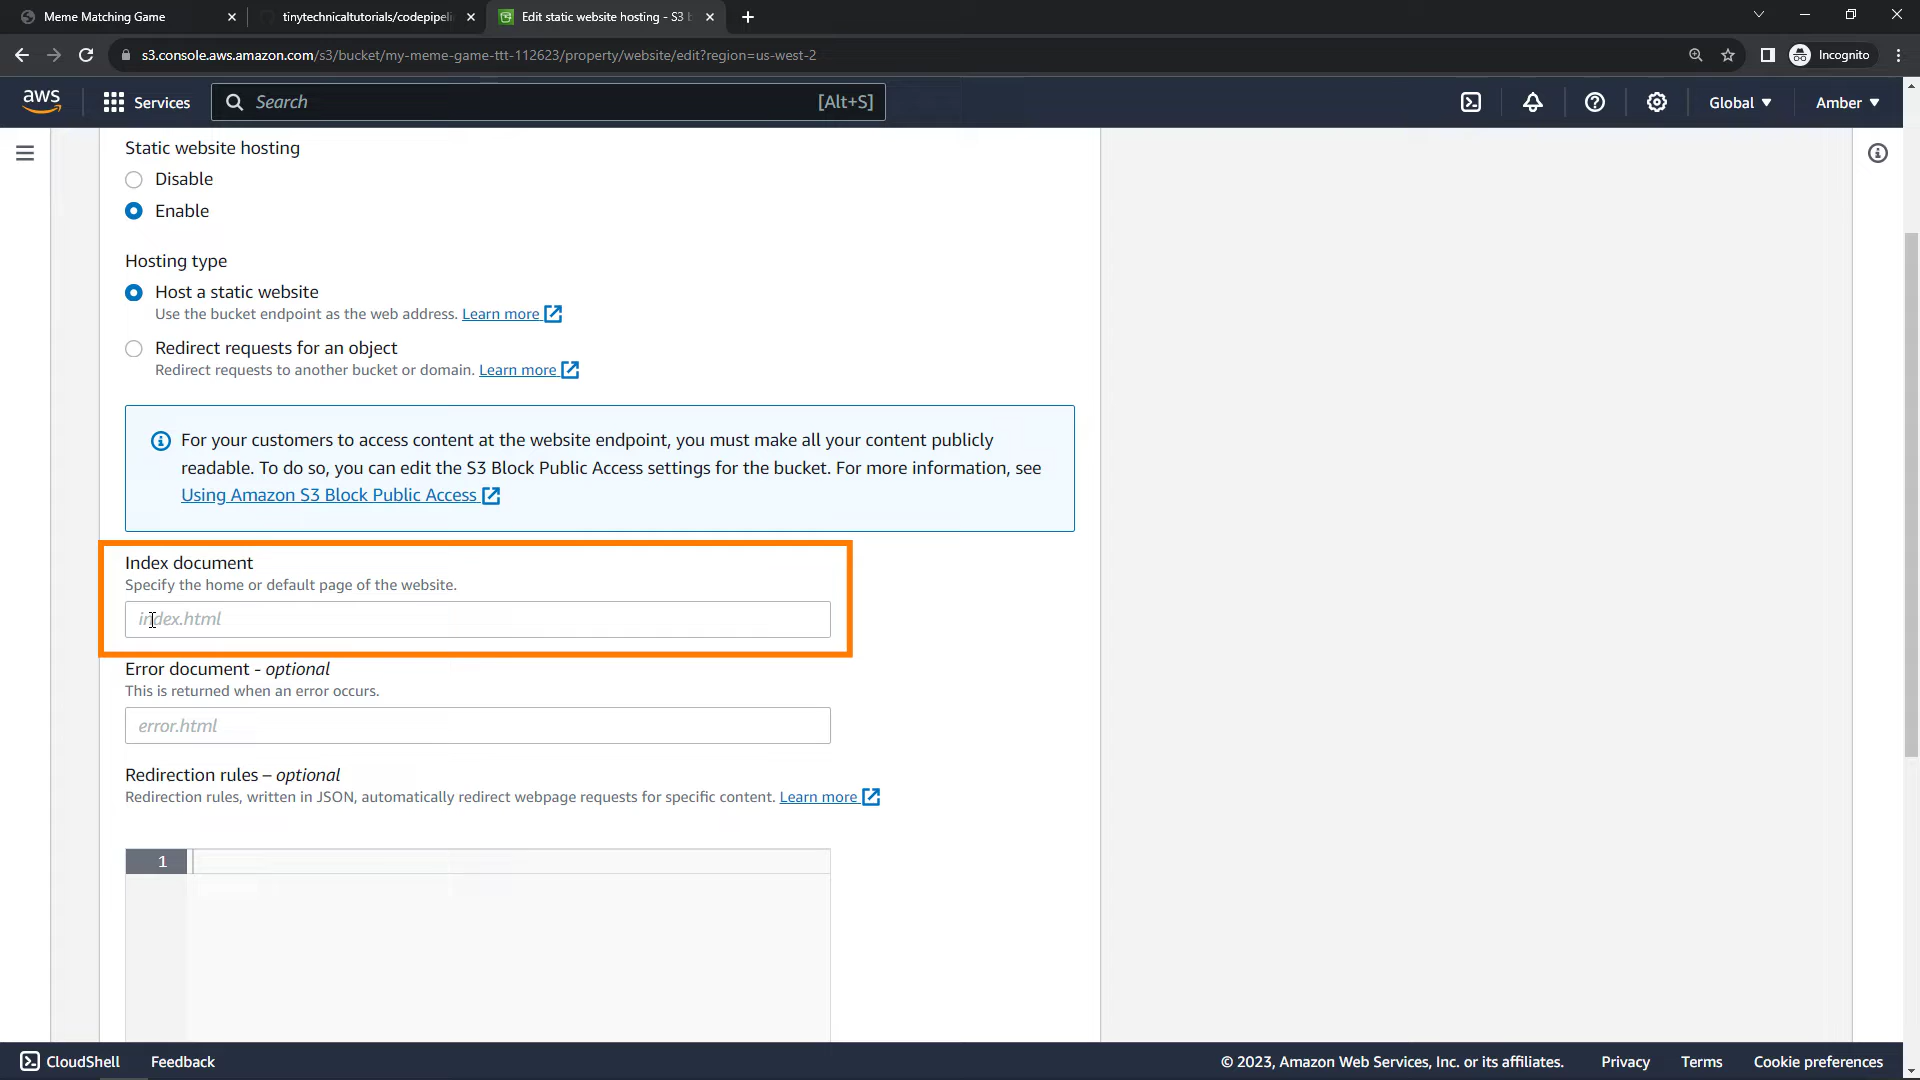 Meme Matching Game
tinytechnicaltutorials/codepipeli
Edit static website hosting - S3 b
s3.console.aws.amazon.com/s3/bucket/my-meme-game-ttt-112623/property/website/edit?region=us-west-2
Incognito
aws
Services
Search
[Alt+S]
Global
Amber
Static website hosting
Disable
Enable
Hosting type
Host a static website
Use the bucket endpoint as the web address. Learn more
Redirect requests for an object
Redirect requests to another bucket or domain. Learn more
For your customers to access content at the website endpoint, you must make all your content publicly
readable. To do so, you can edit the S3 Block Public Access settings for the bucket. For more information, see
Using Amazon S3 Block Public Access
Index document
Specify the home or default page of the website.
index.html
Error document - optional
This is returned when an error occurs.
error.html
Redirection rules – optional
Redirection rules, written in JSON, automatically redirect webpage requests for specific content. Learn more
1
CloudShell
Feedback
© 2023, Amazon Web Services, Inc. or its affiliates.
Privacy
Terms
Cookie preferences